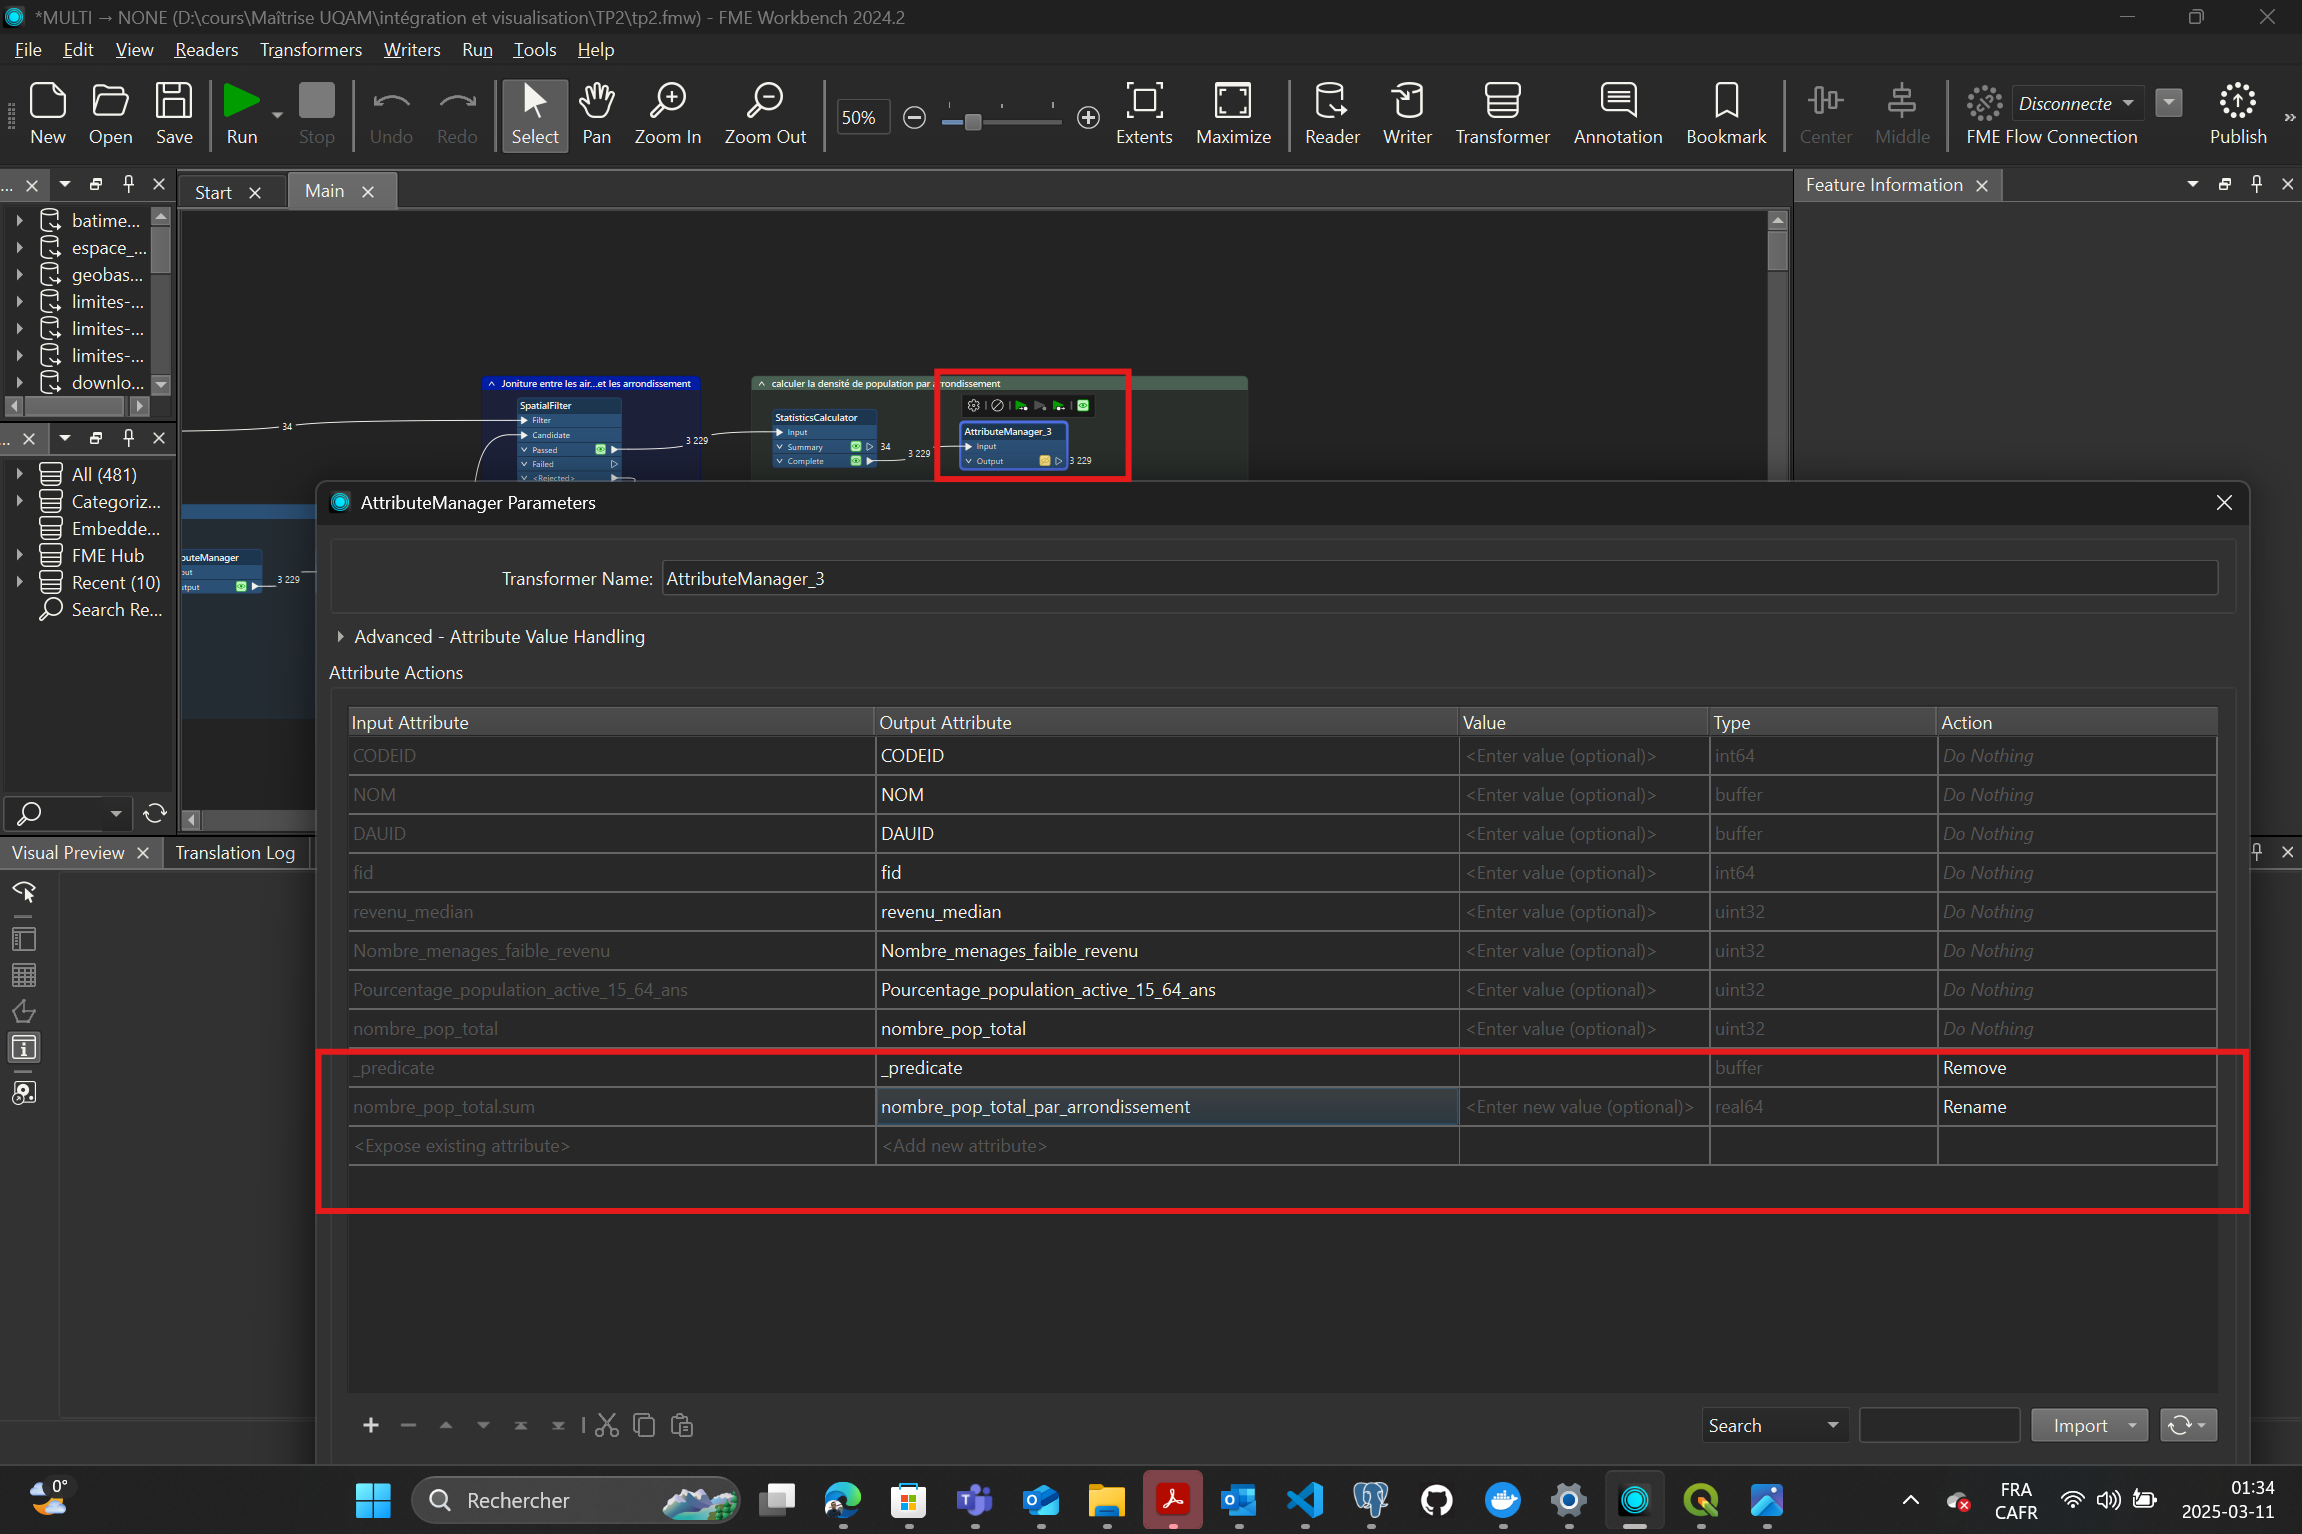 *MULTI → NONE (D:\cours\Maîtrise UQAM\intégration et visualisation\TP2\tp2.fmw) - FME Workbench 2024.2
File Edit View Readers Transformers Writers Run Tools Help
New Open Save Run Stop Undo Redo Select Pan Zoom In Zoom Out 50% Extents Maximize Reader Writer Transformer Annotation Bookmark Center Middle Disconnecte FME Flow Connection Publish
...
Start Main
Feature Information
batime...
espace_...
geobas...
limites-...
limites-...
limites-...
downlo...
...
All (481)
Categoriz...
Embedde...
FME Hub
Recent (10)
Search Re...
Joniture entre les air...et les arrondissement
SpatialFilter
Filter
Candidate
Passed
Failed
<Rejected>
34
3 229
calculer la densité de population par arrondissement
StatisticsCalculator
Input
Summary
Complete
34
3 229
AttributeManager_3
Input
Output
3 229
buteManager
put
utput
3 229
AttributeManager Parameters
Transformer Name: AttributeManager_3
Advanced - Attribute Value Handling
Attribute Actions
Input Attribute Output Attribute Value Type Action
CODEID CODEID <Enter value (optional)> int64 Do Nothing
NOM NOM <Enter value (optional)> buffer Do Nothing
DAUID DAUID <Enter value (optional)> buffer Do Nothing
fid fid <Enter value (optional)> int64 Do Nothing
revenu_median revenu_median <Enter value (optional)> uint32 Do Nothing
Nombre_menages_faible_revenu Nombre_menages_faible_revenu <Enter value (optional)> uint32 Do Nothing
Pourcentage_population_active_15_64_ans Pourcentage_population_active_15_64_ans <Enter value (optional)> uint32 Do Nothing
nombre_pop_total nombre_pop_total <Enter value (optional)> uint32 Do Nothing
_predicate _predicate buffer Remove
nombre_pop_total.sum nombre_pop_total_par_arrondissement <Enter new value (optional)> real64 Rename
<Expose existing attribute> <Add new attribute>
Search Import
Visual Preview Translation Log
0°
Rechercher
FRA
CAFR
01:34
2025-03-11